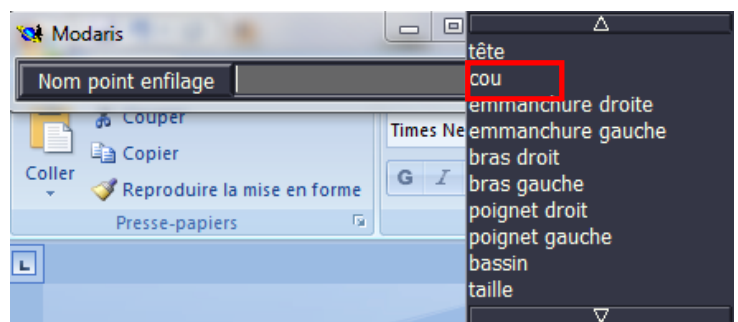 Modaris
Nom point enfilage
Couper
Copier
Coller
Reproduire la mise en forme
Presse-papiers
Times Ne
G I
tête
cou
emmanchure droite
emmanchure gauche
bras droit
bras gauche
poignet droit
poignet gauche
bassin
taille